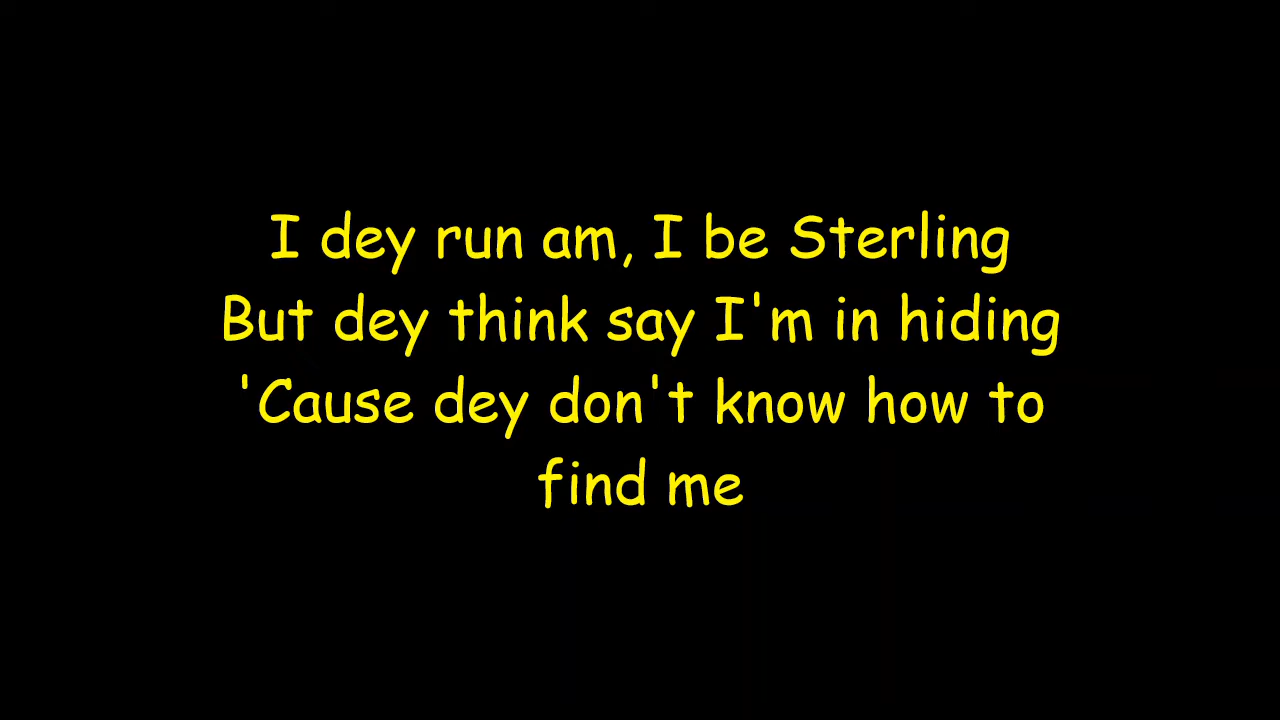 I dey run am, I be Sterling
But dey think say I'm in hiding
'Cause dey don't know how to
find me